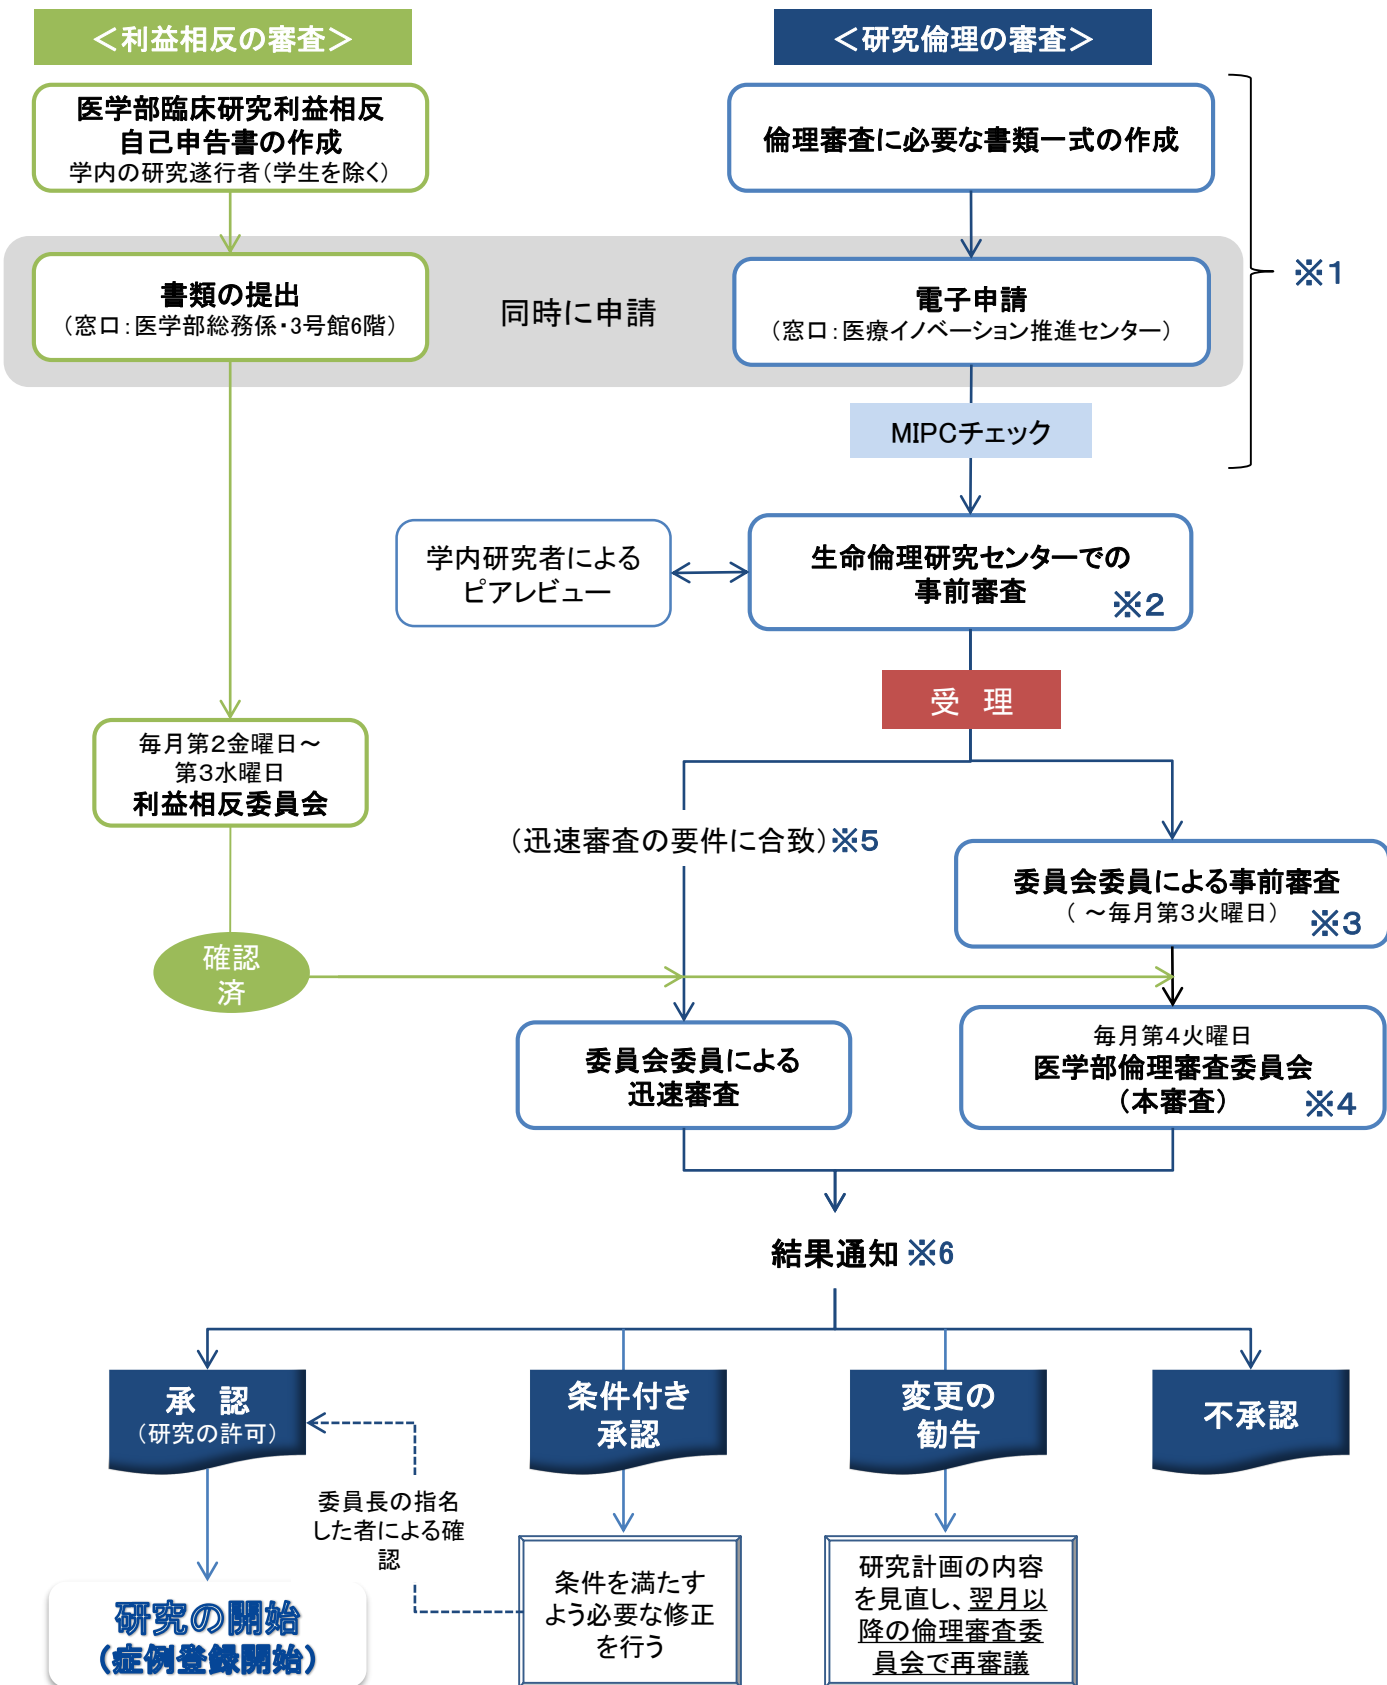 ＜利益相反の審査＞
＜研究倫理の審査＞
医学部臨床研究利益相反
自己申告書の作成
学内の研究遂行者（学生を除く）
倫理審査に必要な書類一式の作成
※1
書類の提出
（窓口：医学部総務係・3号館6階）
同時に申請
電子申請
（窓口：医療イノベーション推進センター）
MIPCチェック
学内研究者による
ピアレビュー
生命倫理研究センターでの
事前審査
※2
受　理
毎月第2金曜日～
第3水曜日
利益相反委員会
（迅速審査の要件に合致）※5
委員会委員による事前審査
（ ～毎月第3火曜日）
※3
確認
済
委員会委員による
迅速審査
毎月第4火曜日
医学部倫理審査委員会
（本審査）
※4
結果通知 ※6
承　認
（研究の許可）
条件付き
承認
変更の
勧告
不承認
委員長の指名
した者による確
認
研究の開始
（症例登録開始）
条件を満たす
よう必要な修正
を行う
研究計画の内容
を見直し、翌月以
降の倫理審査委
員会で再審議